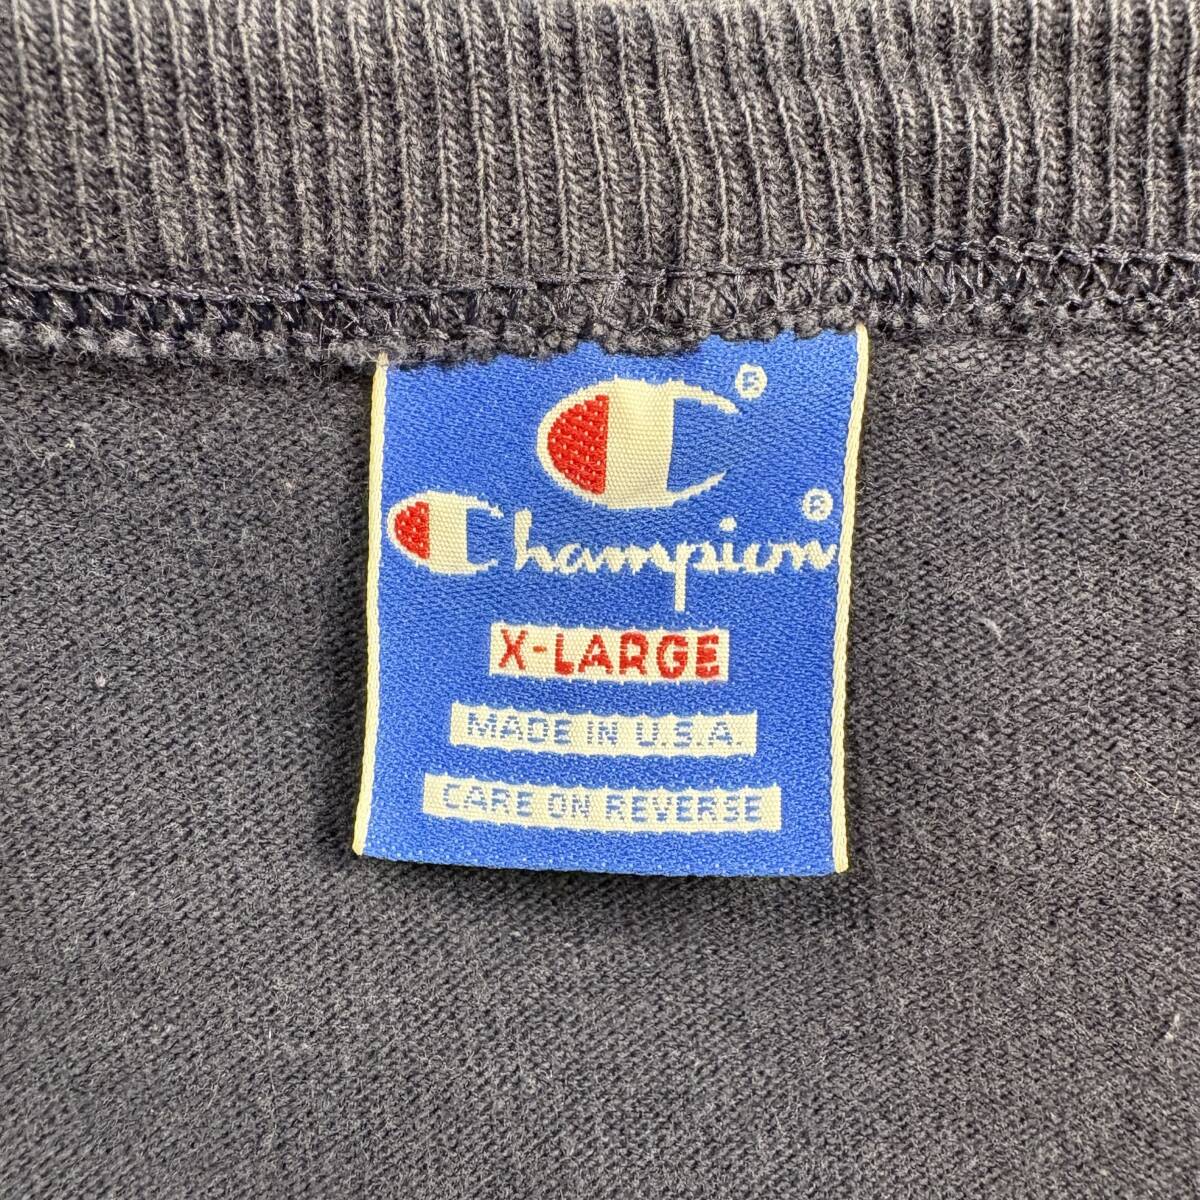 ®
Champion®
X-LARGE
MADE IN U.S.A.
CARE ON REVERSE